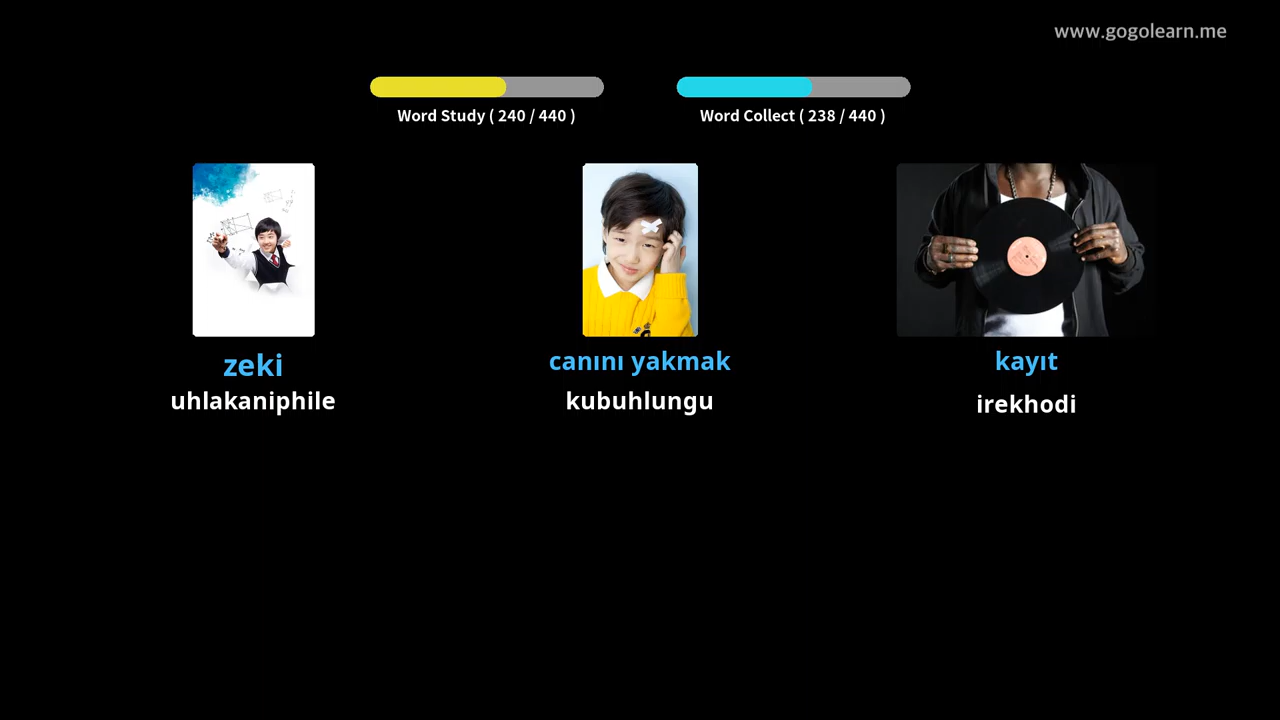 www.gogolearn.me
Word Study ( 240 / 440 )
Word Collect ( 238 / 440 )
zeki
uhlakaniphile
canını yakmak
kubuhlungu
kayıt
irekhodi